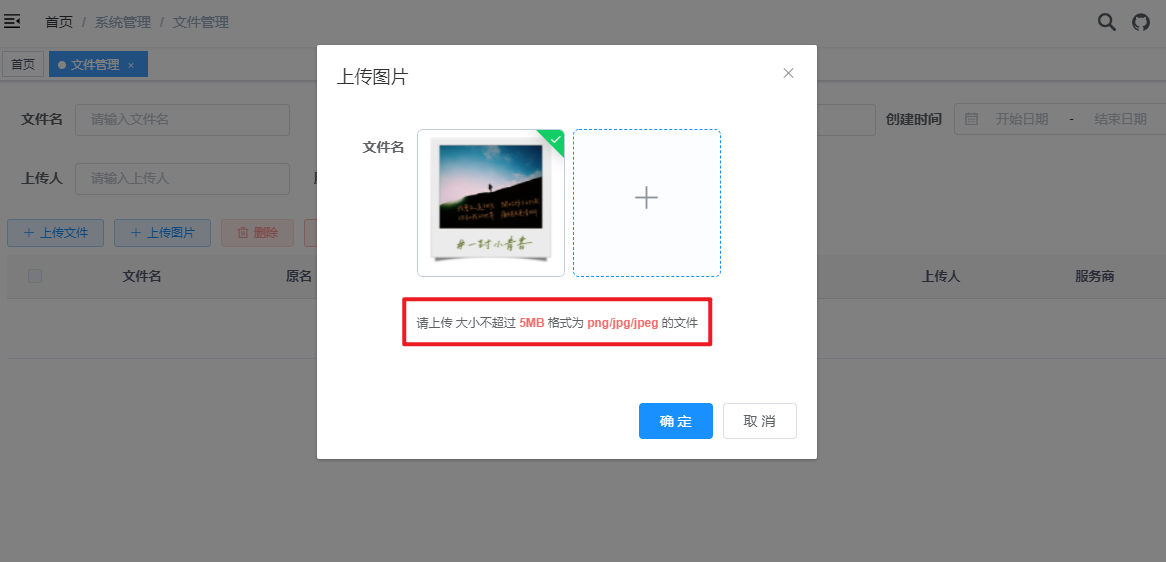 首页 / 系统管理 / 文件管理
首页
文件管理 ×
上传图片
文件名 请输入文件名
创建时间 开始日期 - 结束日期
文件名
#一封小青书
上传人 请输入上传人
+ 上传文件 + 上传图片 删除
文件名 原名 上传人 服务商
请上传 大小不超过 5MB 格式为 png/jpg/jpeg 的文件
确 定 取 消